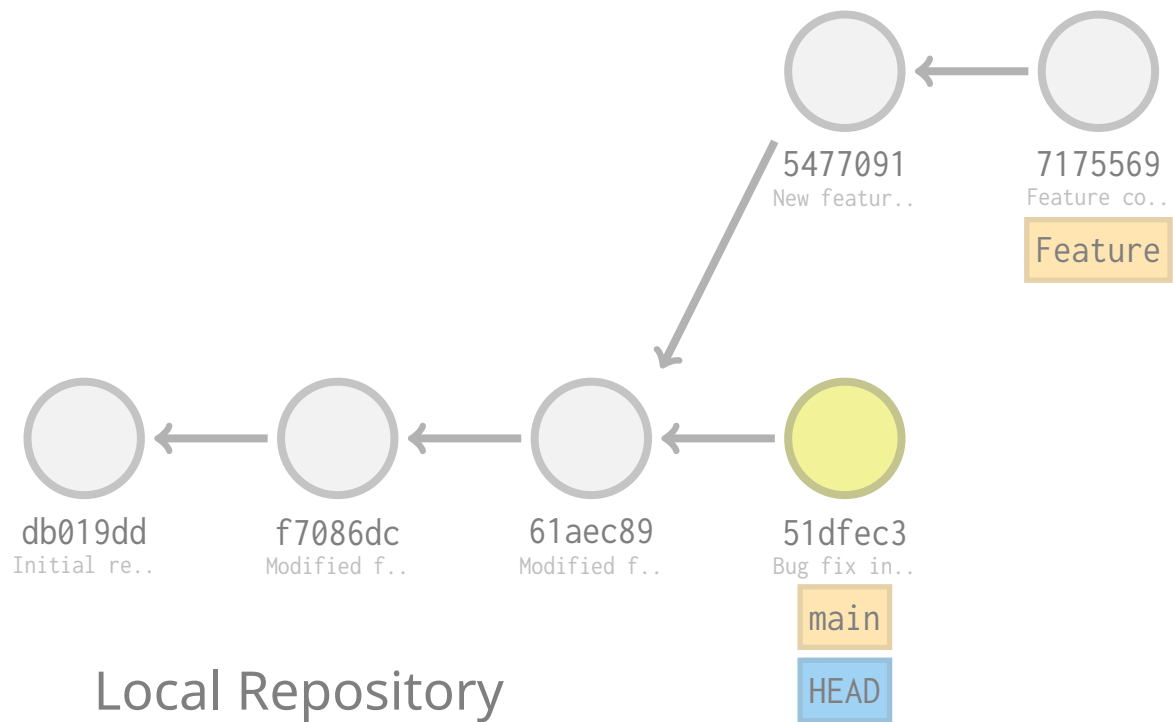 5477091
New featur..
7175569
Feature co..
Feature
db019dd
Initial re..
f7086dc
Modified f..
61aec89
Modified f..
51dfec3
Bug fix in..
main
HEAD
Local Repository